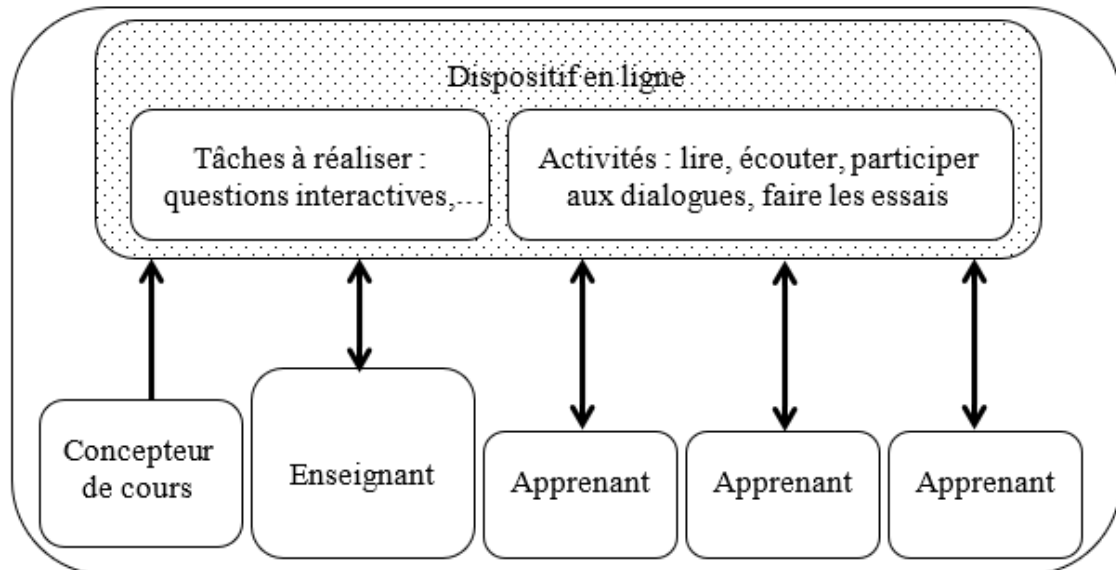 Dispositif en ligne
Tâches à réaliser :
questions interactives,...
Activités : lire, écouter, participer
aux dialogues, faire les essais
Concepteur
de cours
Enseignant
Apprenant
Apprenant
Apprenant